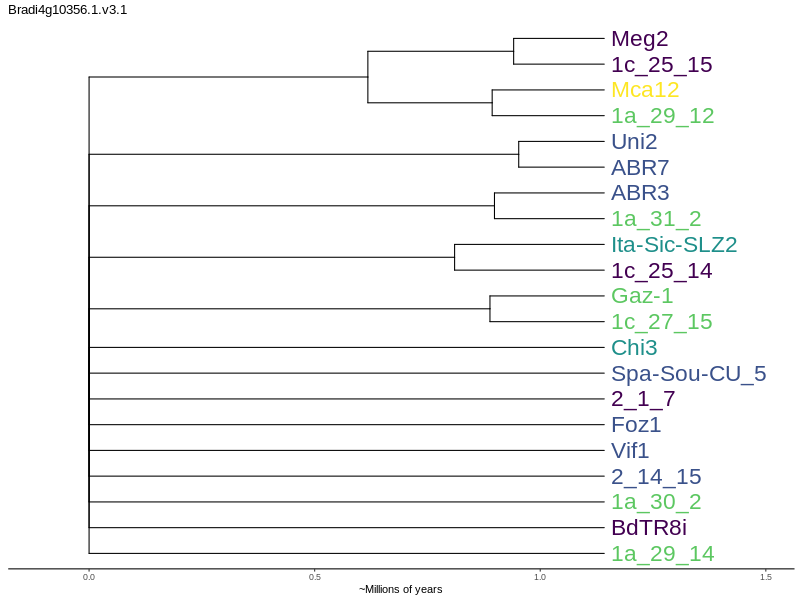 Bradi4g10356.1.v3.1
Meg2
1c_25_15
Mca12
1a_29_12
Uni2
ABR7
ABR3
1a_31_2
Ita-Sic-SLZ2
1c_25_14
Gaz-1
1c_27_15
Chi3
Spa-Sou-CU_5
2_1_7
Foz1
Vif1
2_14_15
1a_30_2
BdTR8i
1a_29_14
0.0 0.5 1.0 1.5
~Millions of years